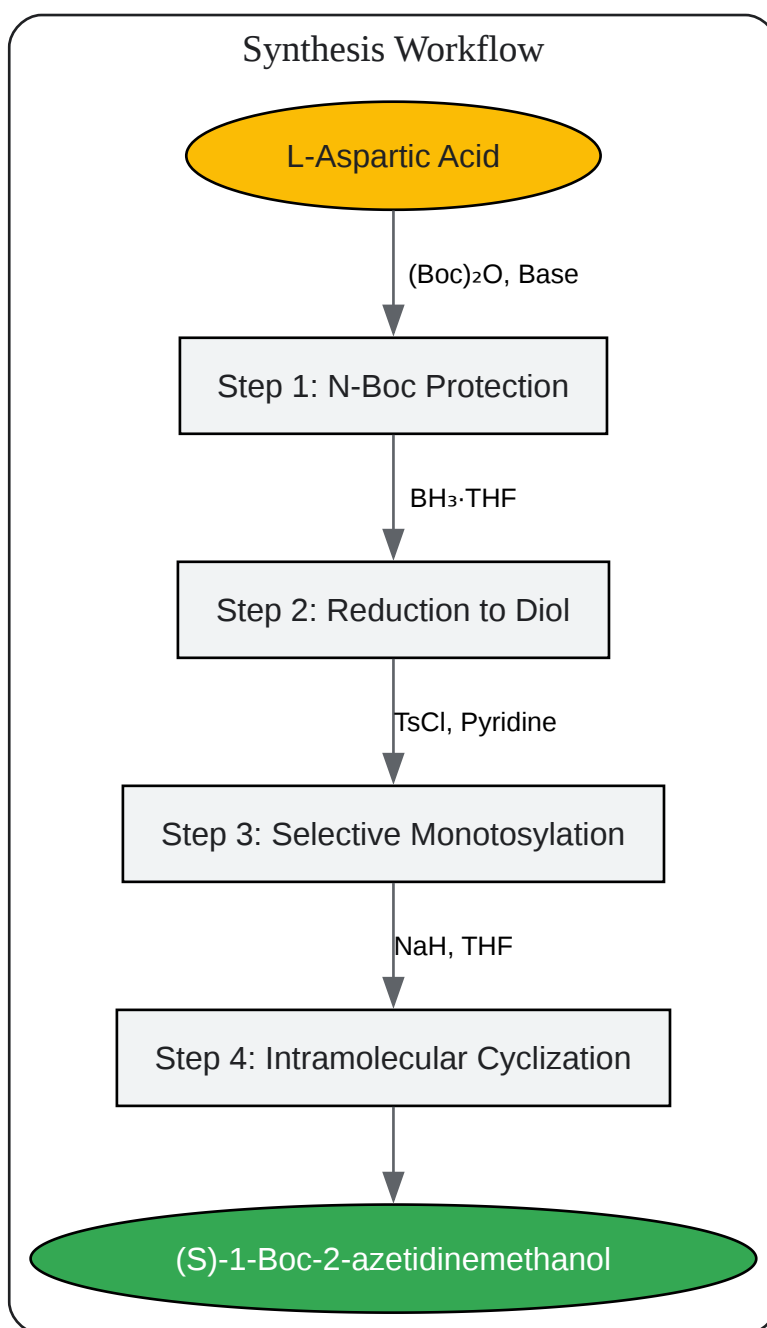 Synthesis Workflow
L-Aspartic Acid
(Boc)₂O, Base
Step 1: N-Boc Protection
BH₃·THF
Step 2: Reduction to Diol
TsCl, Pyridine
Step 3: Selective Monotosylation
NaH, THF
Step 4: Intramolecular Cyclization
(S)-1-Boc-2-azetidinemethanol